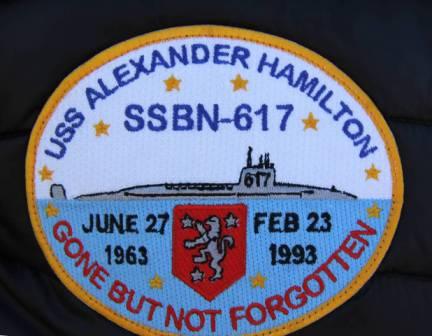 USS ALEXANDER HAMILTON
SSBN-617
617
JUNE 27
1963
FEB 23
1993
GONE BUT NOT FORGOTTEN